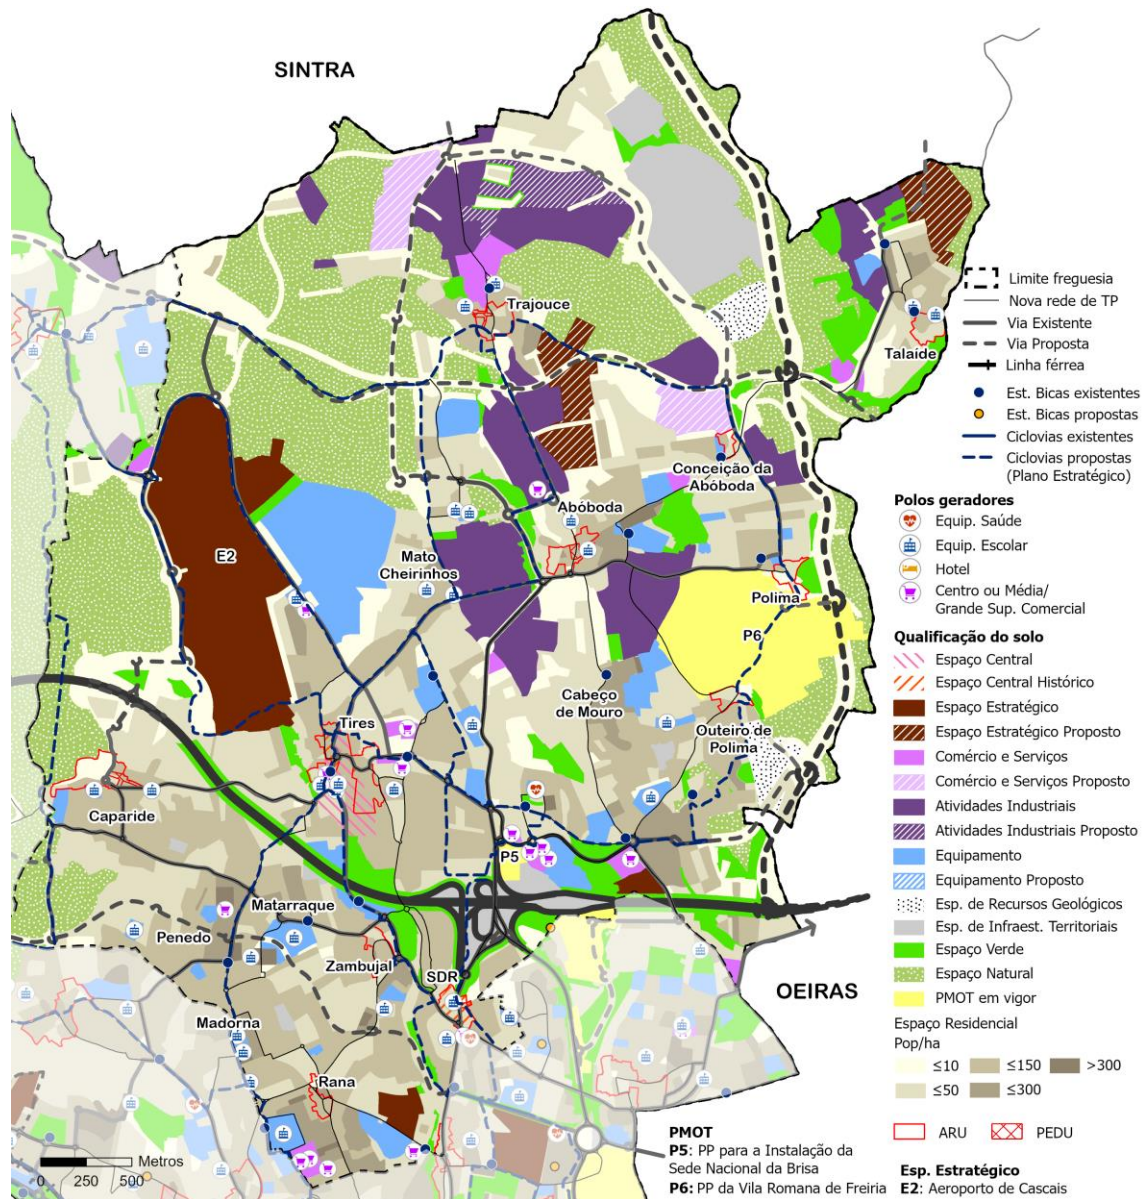 SINTRA
Trajouce
Talaíde
Limite freguesia
Nova rede de TP
Via Existente
Via Proposta
Linha férrea
Est. Bicas existentes
Est. Bicas propostas
Ciclovias existentes
Ciclovias propostas
(Plano Estratégico)
Polos geradores
Equip. Saúde
Equip. Escolar
Hotel
Centro ou Média/
Grande Sup. Comercial
Qualificação do solo
Espaço Central
Espaço Central Histórico
Espaço Estratégico
Espaço Estratégico Proposto
Comércio e Serviços
Comércio e Serviços Proposto
Atividades Industriais
Atividades Industriais Proposto
Equipamento
Equipamento Proposto
Esp. de Recursos Geológicos
Esp. de Infraest. Territoriais
Espaço Verde
Espaço Natural
PMOT em vigor
Espaço Residencial
Pop/ha
≤10 ≤150 >300
≤50 ≤300
ARU PEDU
Esp. Estratégico
E2: Aeroporto de Cascais
Conceição da
Abóboda
Abóboda
E2
Mato
Cheirinhos
Polima
P6
Cabeço
de Mouro
Tires
Outeiro de
Polima
Caparide
P5
Matarraque
Penedo
Zambujal
SDR
OEIRAS
Madorna
Rana
Metros
0 250 500
PMOT
P5: PP para a Instalação da
Sede Nacional da Brisa
P6: PP da Vila Romana de Freiria